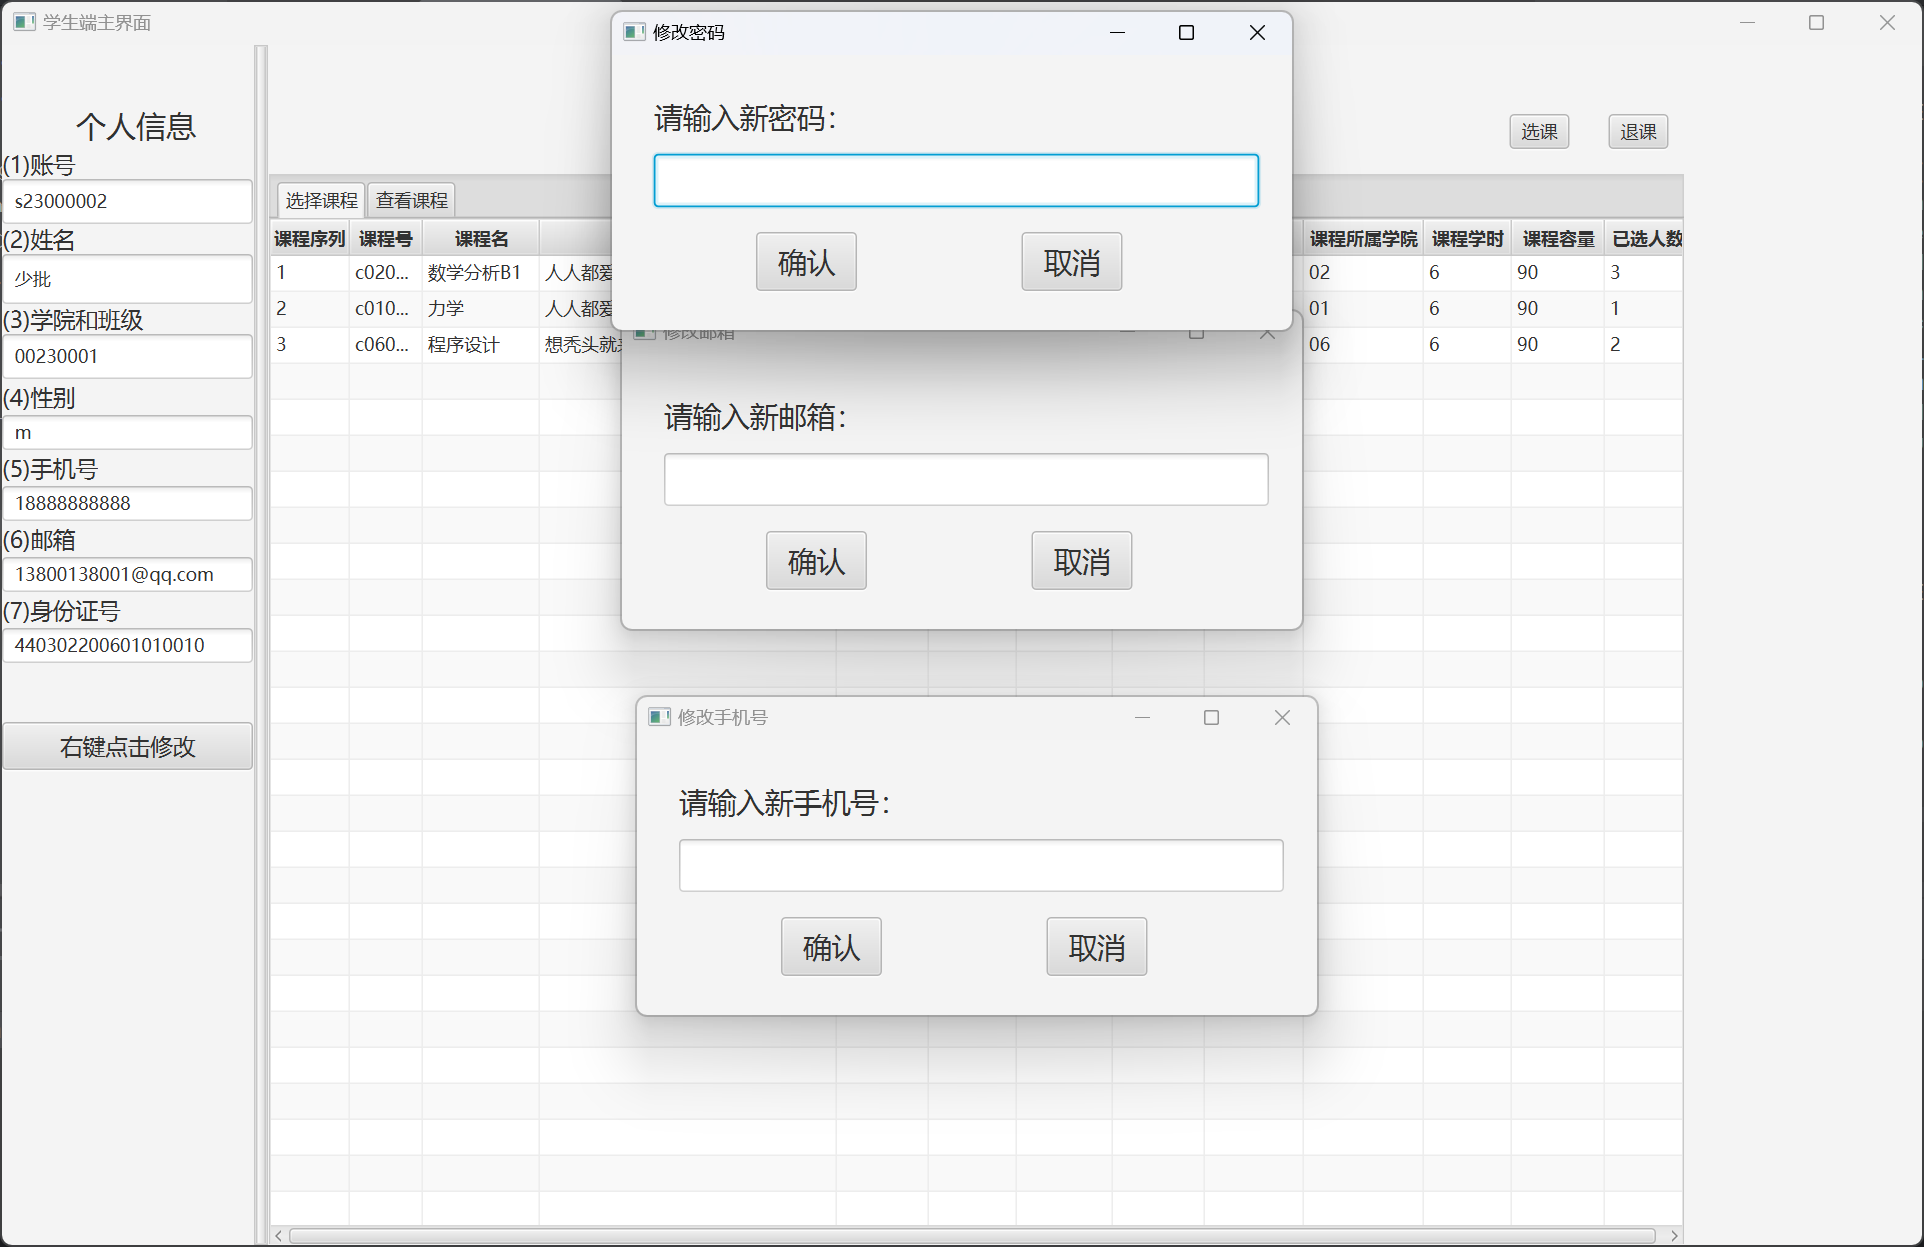 学生端主界面
个人信息
(1)账号
s23000002
(2)姓名
少批
(3)学院和班级
00230001
(4)性别
m
(5)手机号
18888888888
(6)邮箱
13800138001@qq.com
(7)身份证号
440302200601010010
右键点击修改
选课 退课
选择课程 查看课程
课程序列 课程号 课程名 课程所属学院 课程学时 课程容量 已选人数
1 c020... 数学分析B1 人人都爱 02 6 90 3
2 c010... 力学 人人都爱 01 6 90 1
3 c060... 程序设计 想秃头就 06 6 90 2
修改密码
请输入新密码：
确认 取消
修改邮箱
请输入新邮箱：
确认 取消
修改手机号
请输入新手机号：
确认 取消